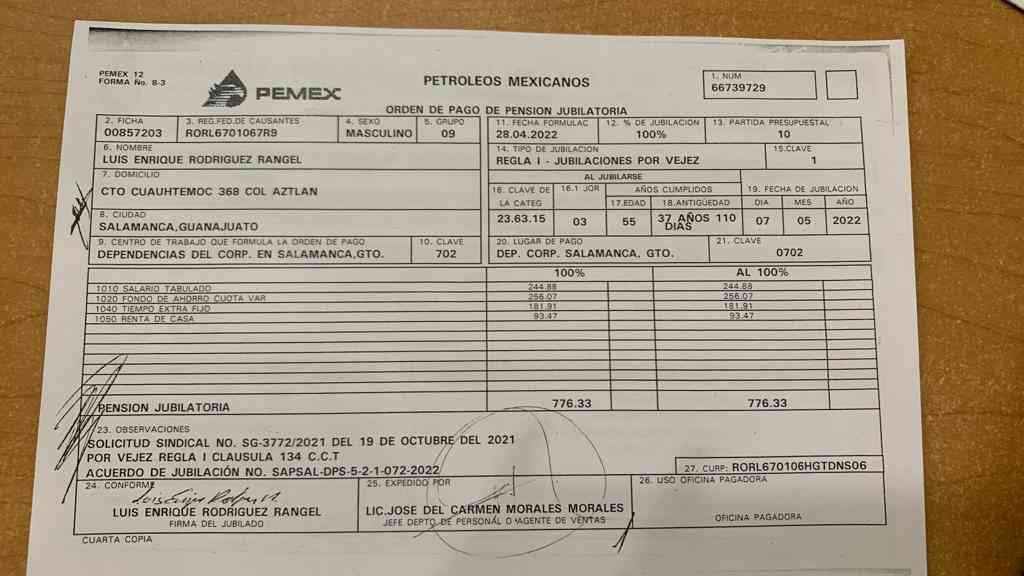 PEMEX 12
FORMA No. 8-3
PEMEX
PETROLEOS MEXICANOS
1. NUM
66739729
ORDEN DE PAGO DE PENSION JUBILATORIA
2. FICHA
00857203
3. REG.FED.DE CAUSANTES
RORL6701067R9
4. SEXO
MASCULINO
5. GRUPO
09
11. FECHA FORMULAC
28.04.2022
12. % DE JUBILACION
100%
13. PARTIDA PRESUPUESTAL
10
6. NOMBRE
LUIS ENRIQUE RODRIGUEZ RANGEL
14. TIPO DE JUBILACION
REGLA I - JUBILACIONES POR VEJEZ
15.CLAVE
1
7. DOMICILIO
CTO CUAUHTEMOC 368 COL AZTLAN
AL JUBILARSE
16. CLAVE DE
LA CATEG
16.1 JOR
AÑOS CUMPLIDOS
17.EDAD
18.ANTIGÜEDAD
19. FECHA DE JUBILACION
DIA
MES
AÑO
23.63.15
03
55
37 AÑOS 110
DIAS
07
05
2022
8. CIUDAD
SALAMANCA,GUANAJUATO
9. CENTRO DE TRABAJO QUE FORMULA LA ORDEN DE PAGO
DEPENDENCIAS DEL CORP. EN SALAMANCA,GTO.
10. CLAVE
702
20. LUGAR DE PAGO
DEP. CORP. SALAMANCA, GTO.
21. CLAVE
0702
100%
AL 100%
1010 SALARIO TABULADO 244.88 244.88
1020 FONDO DE AHORRO CUOTA VAR 256.07 256.07
1040 TIEMPO EXTRA FIJO 181.91 181.91
1050 RENTA DE CASA 93.47 93.47
PENSION JUBILATORIA 776.33 776.33
23. OBSERVACIONES
SOLICITUD SINDICAL NO. SG-3772/2021 DEL 19 DE OCTUBRE DEL 2021
POR VEJEZ REGLA I CLAUSULA 134 C.C.T
ACUERDO DE JUBILACIÓN NO. SAPSAL-DPS-5-2-1-072-2022
27. CURP: RORL670106HGTDNS06
24. CONFORME
LUIS ENRIQUE RODRIGUEZ RANGEL
FIRMA DEL JUBILADO
25. EXPEDIDO POR
LIC.JOSE DEL CARMEN MORALES MORALES
JEFE DEPTO DE PERSONAL O AGENTE DE VENTAS
26. USO OFICINA PAGADORA
OFICINA PAGADORA
CUARTA COPIA